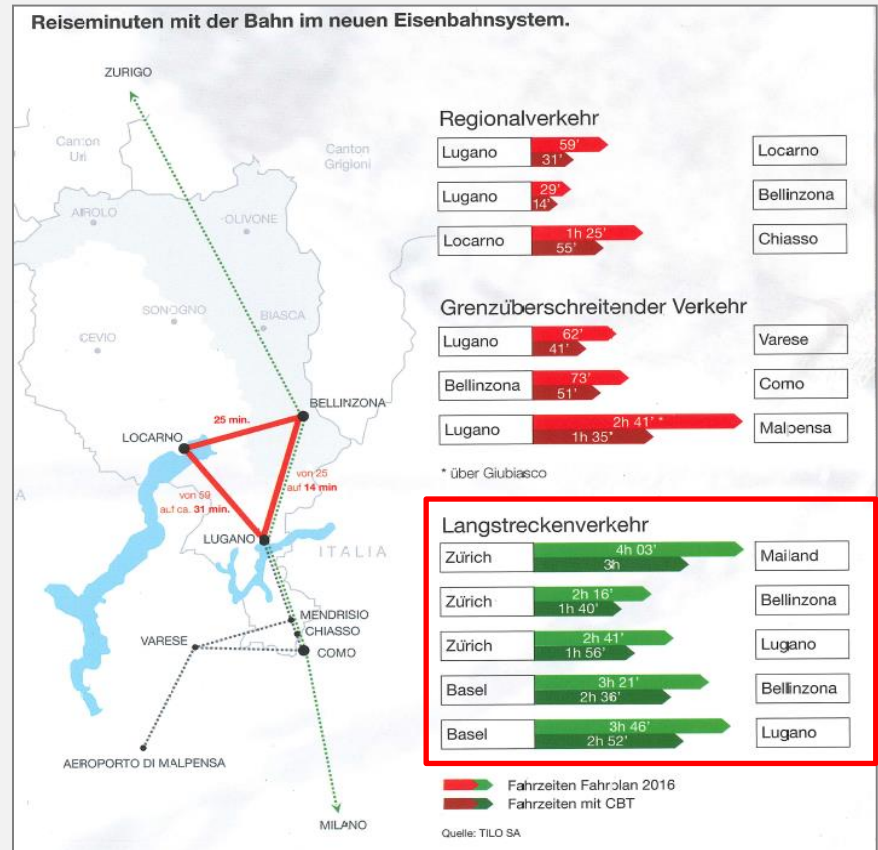 Reiseminuten mit der Bahn im neuen Eisenbahnsystem.
ZURIGO
Canton
Uri
Canton
Grigioni
AIROLO
OLIVONE
SONOGNO
BIASCA
CEVIO
BELLINZONA
25 min.
LOCARNO
von 25
auf 14 min
von 59
auf ca. 31 min.
LUGANO
ITALIA
A
MENDRISIO
CHIASSO
VARESE
COMO
AEROPORTO DI MALPENSA
MILANO
Regionalverkehr
Lugano 59' Locarno
31'
Lugano 29' Bellinzona
14'
Locarno 1h 25' Chiasso
55'
Grenzüberschreitender Verkehr
Lugano 62' Varese
41'
Bellinzona 73' Como
51'
Lugano 2h 41' * Malpensa
1h 35*
* über Giubiasco
Langstreckenverkehr
Zürich 4h 03' Mailand
3h
Zürich 2h 16' Bellinzona
1h 40'
Zürich 2h 41' Lugano
1h 56'
Basel 3h 21' Bellinzona
2h 36'
Basel 3h 46' Lugano
2h 52'
Fahrzeiten Fahrplan 2016
Fahrzeiten mit CBT
Quelle: TILO SA